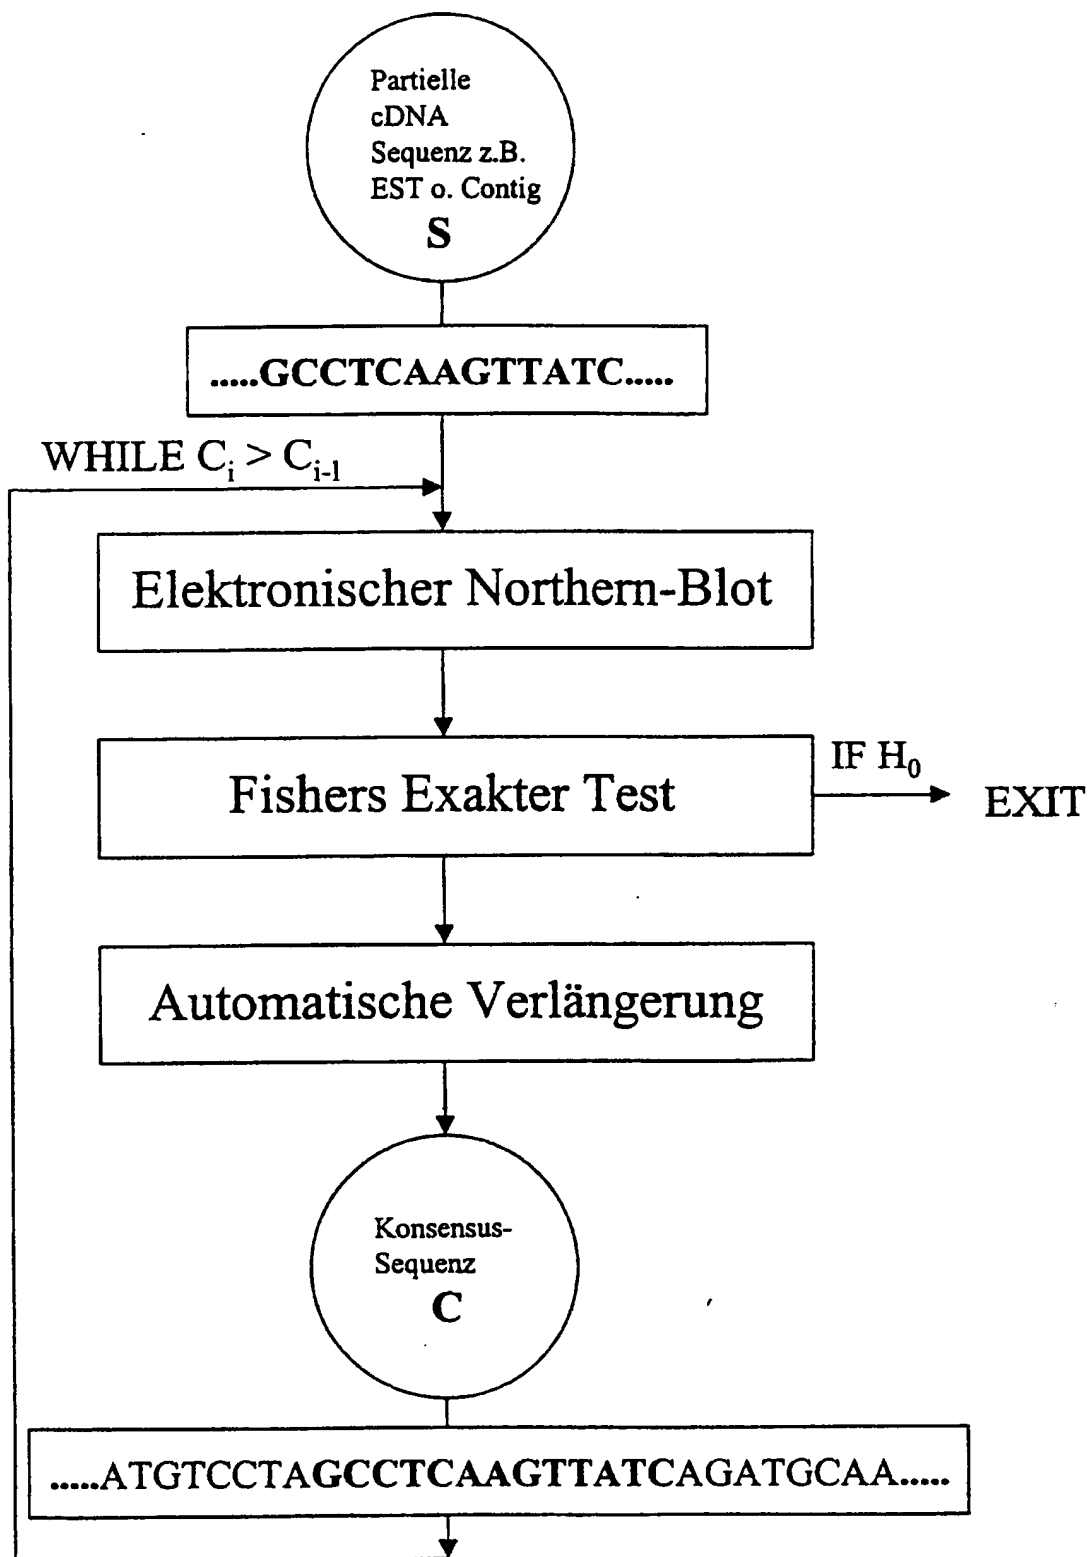 Partielle
cDNA
Sequenz z.B.
EST o. Contig
S
.....GCCTCAAGTTATC.....
WHILE Cᵢ > Cᵢ₋₁
Elektronischer Northern-Blot
Fishers Exakter Test
IF H₀
EXIT
Automatische Verlängerung
Konsensus-
Sequenz
C
.....ATGTCCTAGCCTCAAGTTATCAGATGCAA.....